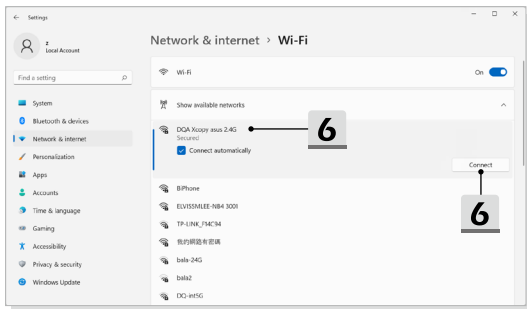 ← Settings
z
Local Account
Find a setting
System
Bluetooth & devices
Network & internet
Personalization
Apps
Accounts
Time & language
Gaming
Accessibility
Privacy & security
Windows Update
Network & internet > Wi-Fi
Wi-Fi
On
Show available networks
DQA Xcopy asus 2.4G
Secured
Connect automatically
6
Connect
6
BiPhone
ELVISSMLEE-NB4 3001
TP-LINK_F14C94
我的網路有密碼
bala-24G
bala2
DQ-int5G